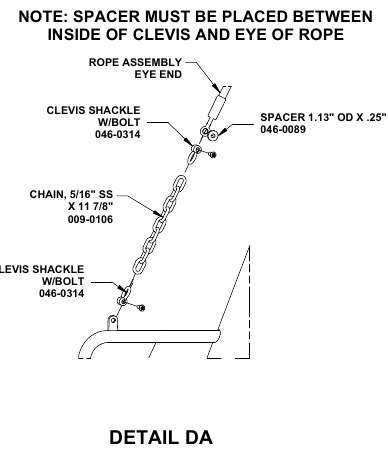 NOTE: SPACER MUST BE PLACED BETWEEN
INSIDE OF CLEVIS AND EYE OF ROPE
ROPE ASSEMBLY
EYE END
CLEVIS SHACKLE
W/BOLT
046-0314
SPACER 1.13" OD X .25"
046-0089
CHAIN, 5/16" SS
X 11 7/8"
009-0106
LEVIS SHACKLE
W/BOLT
046-0314
DETAIL DA